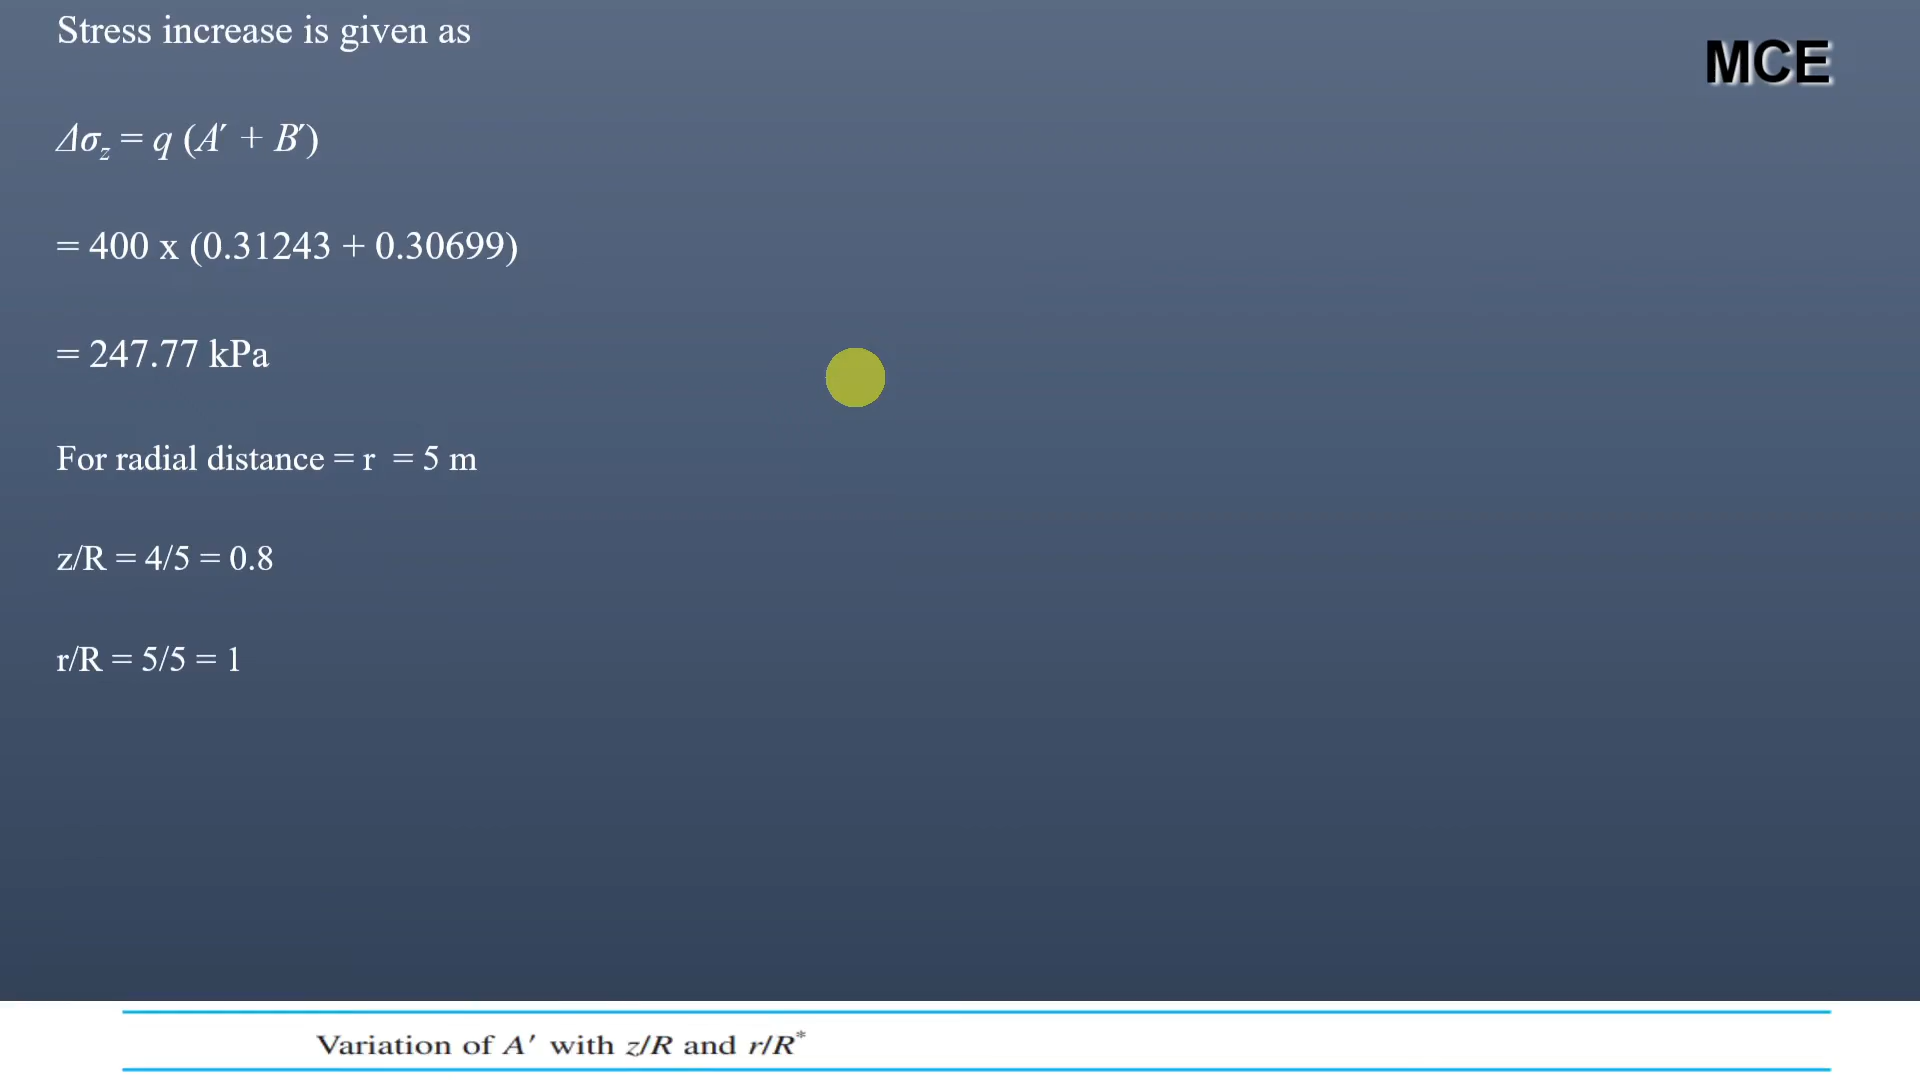 Stress increase is given as
MCE
Δσz = q (A′ + B′)
= 400 x (0.31243 + 0.30699)
= 247.77 kPa
For radial distance = r = 5 m
z/R = 4/5 = 0.8
r/R = 5/5 = 1
Variation of A′ with z/R and r/R*